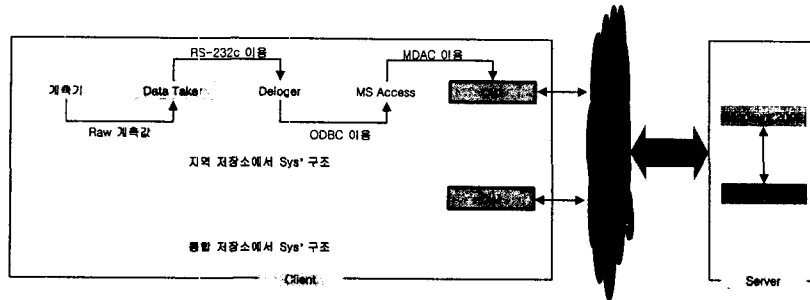 RS-232c 이용
MDAC 이용
계측기
Data Taker
Deloger
MS Access
Raw 계측값
ODBC 이용
지역 저장소에서 Sys' 구조
통합 저장소에서 Sys' 구조
Client
Server